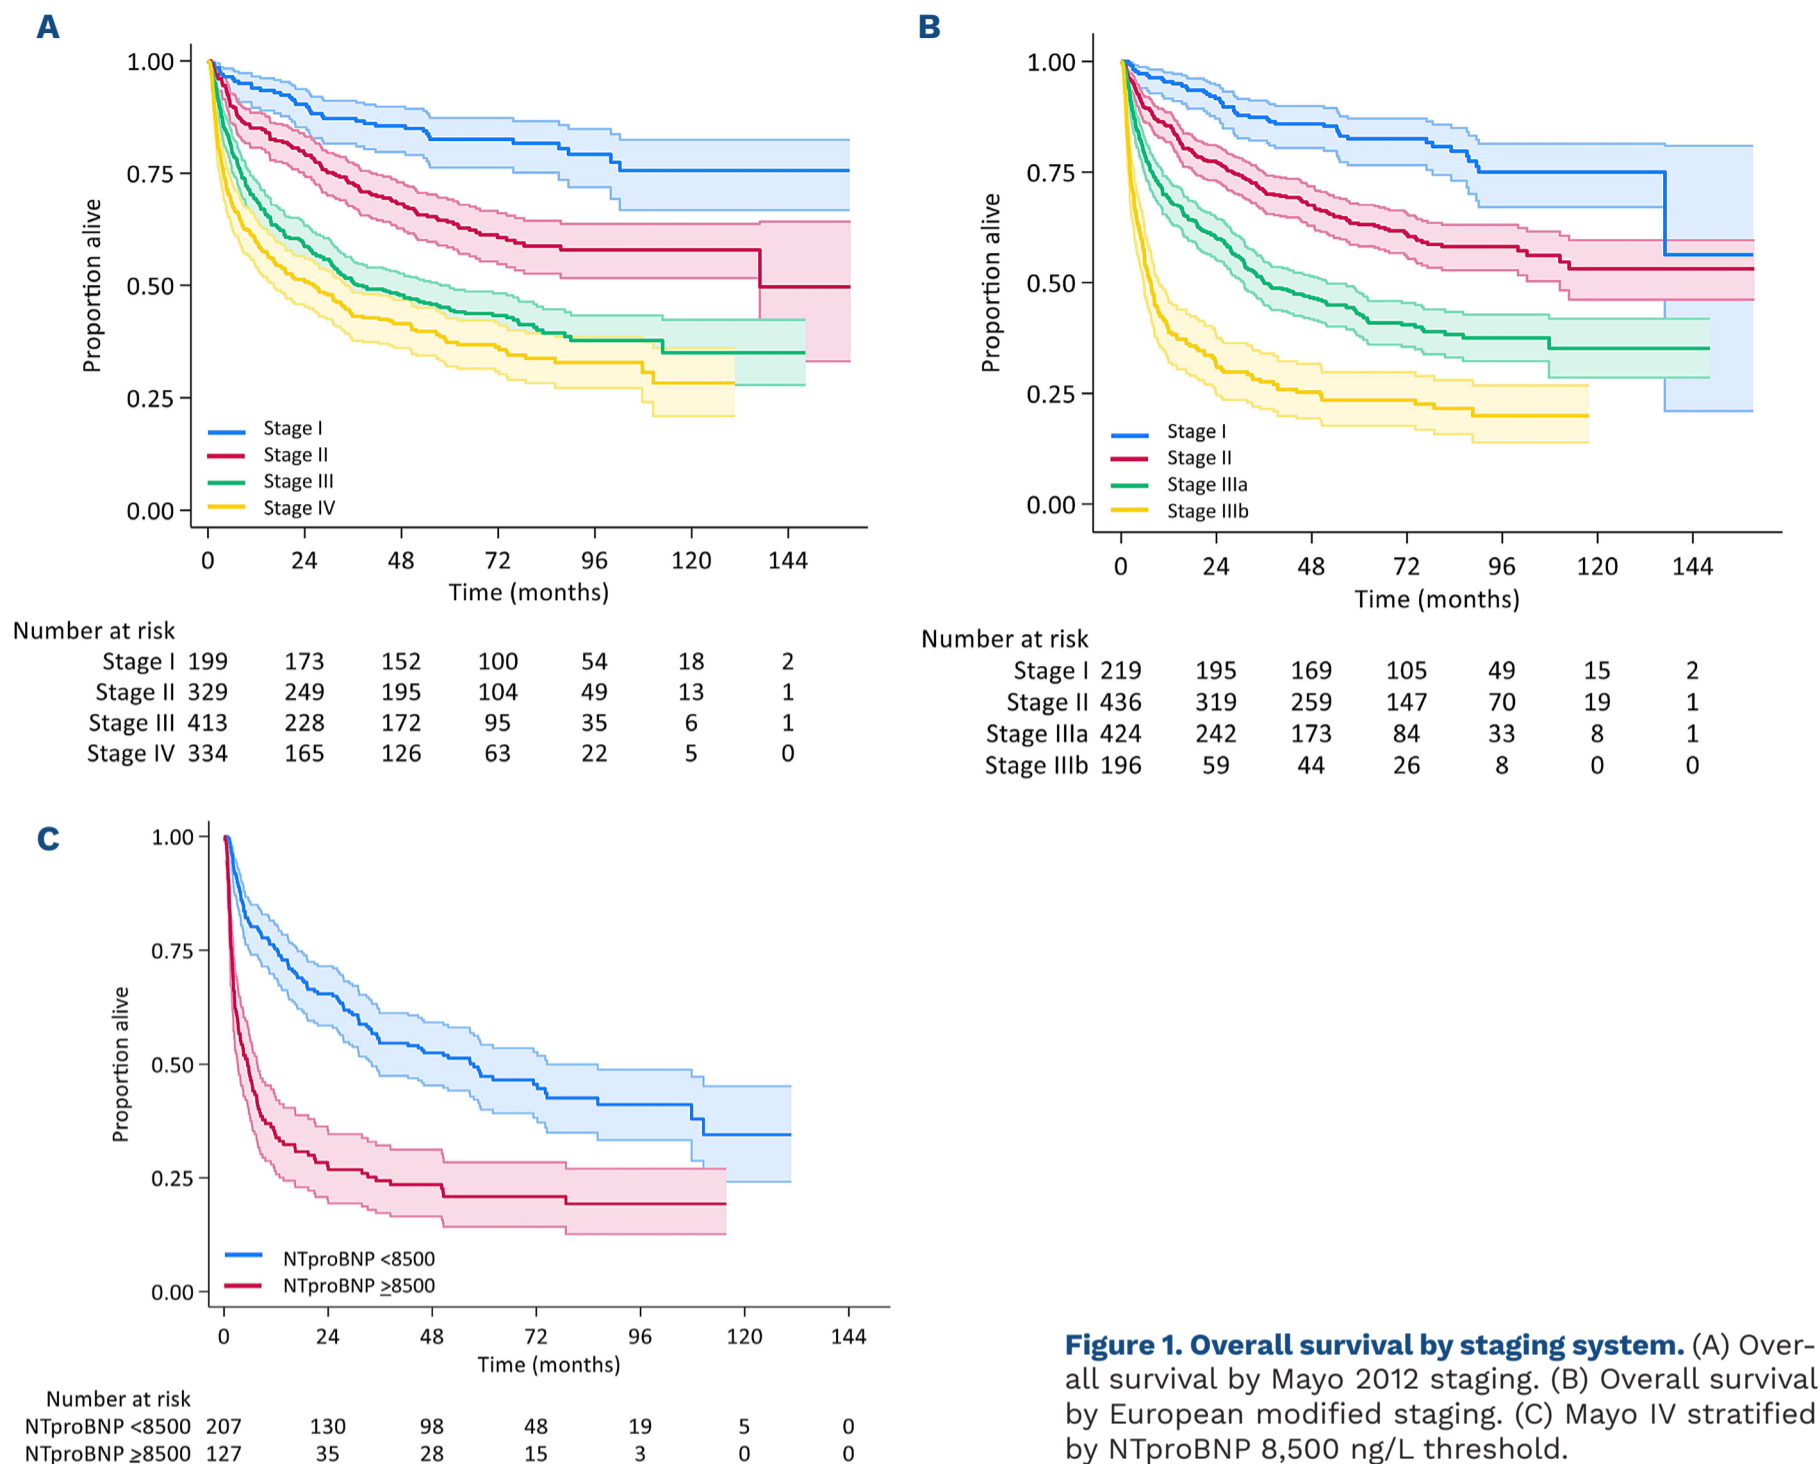 A
1.00
0.75
0.50
0.25
0.00
Proportion alive
Stage I
Stage II
Stage III
Stage IV
0 24 48 72 96 120 144
Time (months)
Number at risk
Stage I 199 173 152 100 54 18 2
Stage II 329 249 195 104 49 13 1
Stage III 413 228 172 95 35 6 1
Stage IV 334 165 126 63 22 5 0
B
1.00
0.75
0.50
0.25
0.00
Proportion alive
Stage I
Stage II
Stage IIIa
Stage IIIb
0 24 48 72 96 120 144
Time (months)
Number at risk
Stage I 219 195 169 105 49 15 2
Stage II 436 319 259 147 70 19 1
Stage IIIa 424 242 173 84 33 8 1
Stage IIIb 196 59 44 26 8 0 0
C
1.00
0.75
0.50
0.25
0.00
Proportion alive
NTproBNP <8500
NTproBNP ≥8500
0 24 48 72 96 120 144
Time (months)
Number at risk
NTproBNP <8500 207 130 98 48 19 5 0
NTproBNP ≥8500 127 35 28 15 3 0 0
Figure 1. Overall survival by staging system. (A) Over-
all survival by Mayo 2012 staging. (B) Overall survival
by European modified staging. (C) Mayo IV stratified
by NTproBNP 8,500 ng/L threshold.